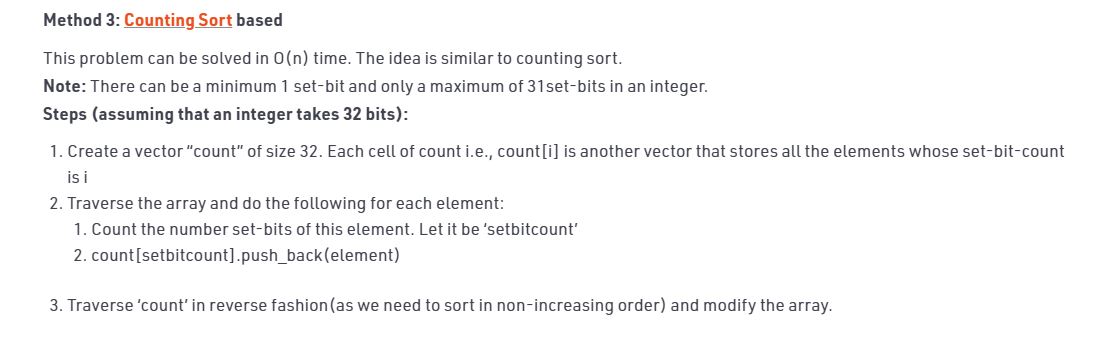 Method 3: Counting Sort based
This problem can be solved in O(n) time. The idea is similar to counting sort.
Note: There can be a minimum 1 set-bit and only a maximum of 31set-bits in an integer.
Steps (assuming that an integer takes 32 bits):
1. Create a vector “count” of size 32. Each cell of count i.e., count[i] is another vector that stores all the elements whose set-bit-count
is i
2. Traverse the array and do the following for each element:
1. Count the number set-bits of this element. Let it be ‘setbitcount’
2. count[setbitcount].push_back(element)
3. Traverse ‘count’ in reverse fashion(as we need to sort in non-increasing order) and modify the array.